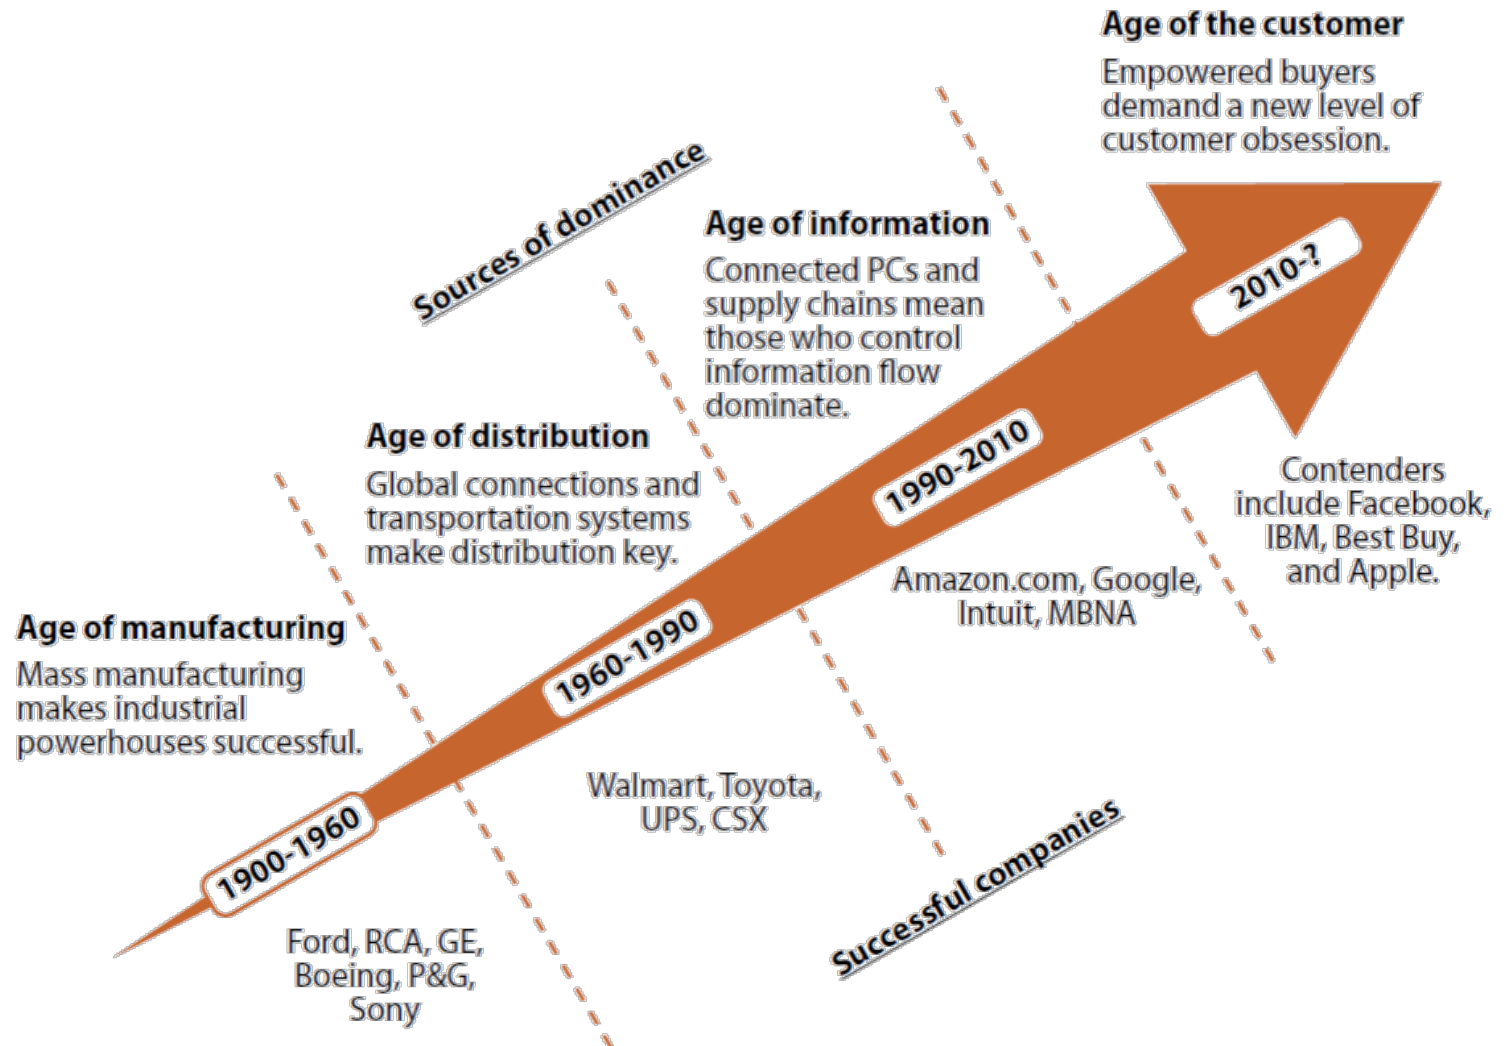 Age of the customer
Empowered buyers
demand a new level of
customer obsession.
Sources of dominance
Age of information
Connected PCs and
supply chains mean
those who control
information flow
dominate.
2010-?
Age of distribution
Global connections and
transportation systems
make distribution key.
1990-2010
Contenders
include Facebook,
IBM, Best Buy,
and Apple.
Amazon.com, Google,
Intuit, MBNA
Age of manufacturing
Mass manufacturing
makes industrial
powerhouses successful.
1960-1990
Walmart, Toyota,
UPS, CSX
1900-1960
Successful companies
Ford, RCA, GE,
Boeing, P&G,
Sony